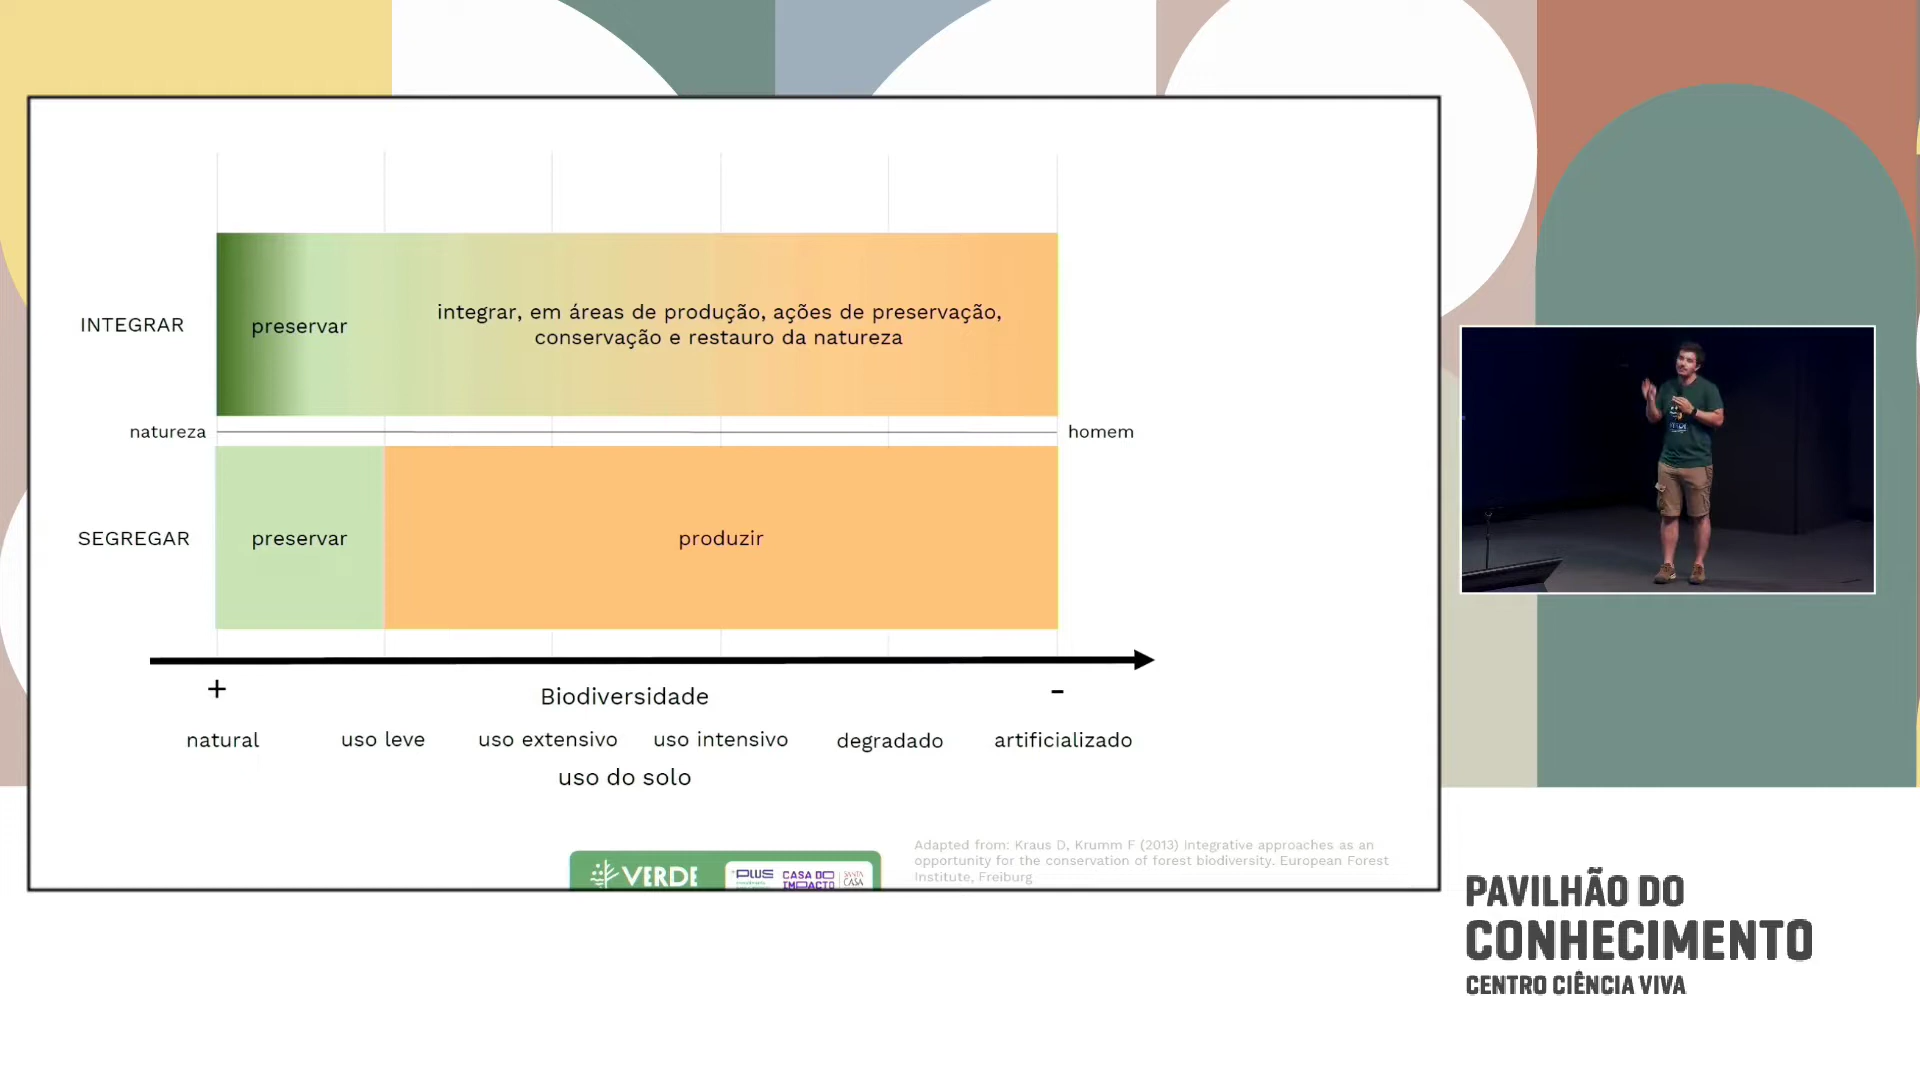 INTEGRAR
preservar
integrar, em áreas de produção, ações de preservação,
conservação e restauro da natureza
natureza
homem
SEGREGAR
preservar
produzir
+
-
Biodiversidade
natural
uso leve
uso extensivo
uso intensivo
degradado
artificializado
uso do solo
VERDE
PLUS
CASA DO
IMPACTO
SANTA
CASA
Adapted from: Kraus D, Krumm F (2013) Integrative approaches as an
opportunity for the conservation of forest biodiversity. European Forest
Institute, Freiburg
PAVILHÃO DO
CONHECIMENTO
CENTRO CIÊNCIA VIVA